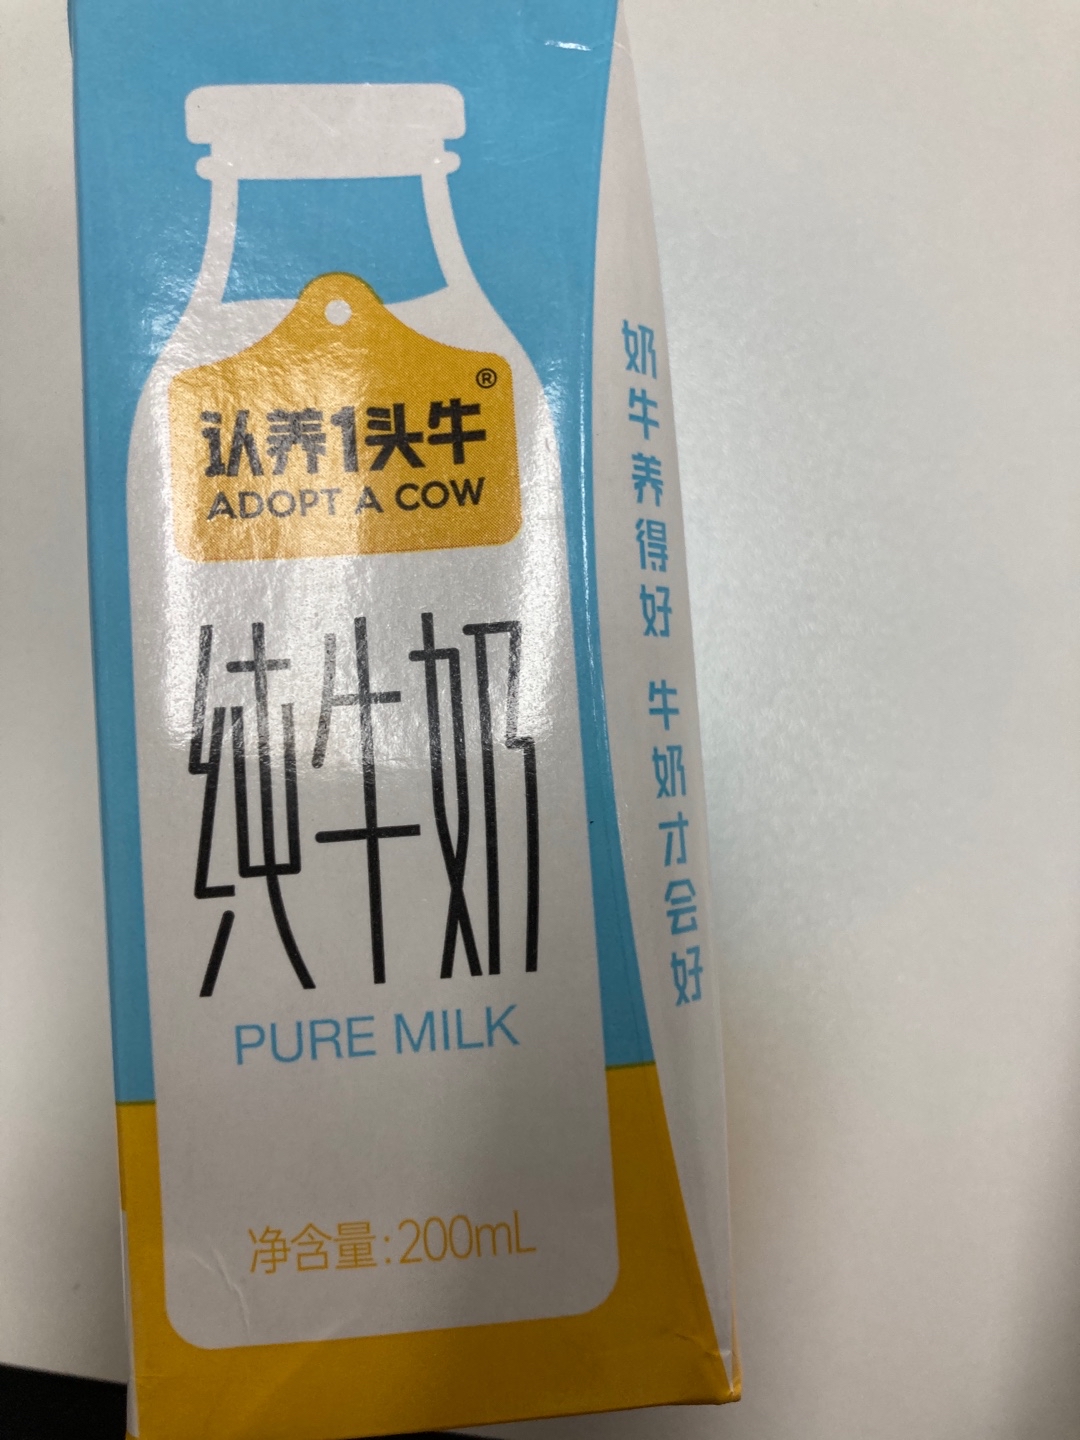 认养1头牛®
ADOPT A COW
纯牛奶
PURE MILK
净含量:200mL
奶牛养得好 牛奶才会好